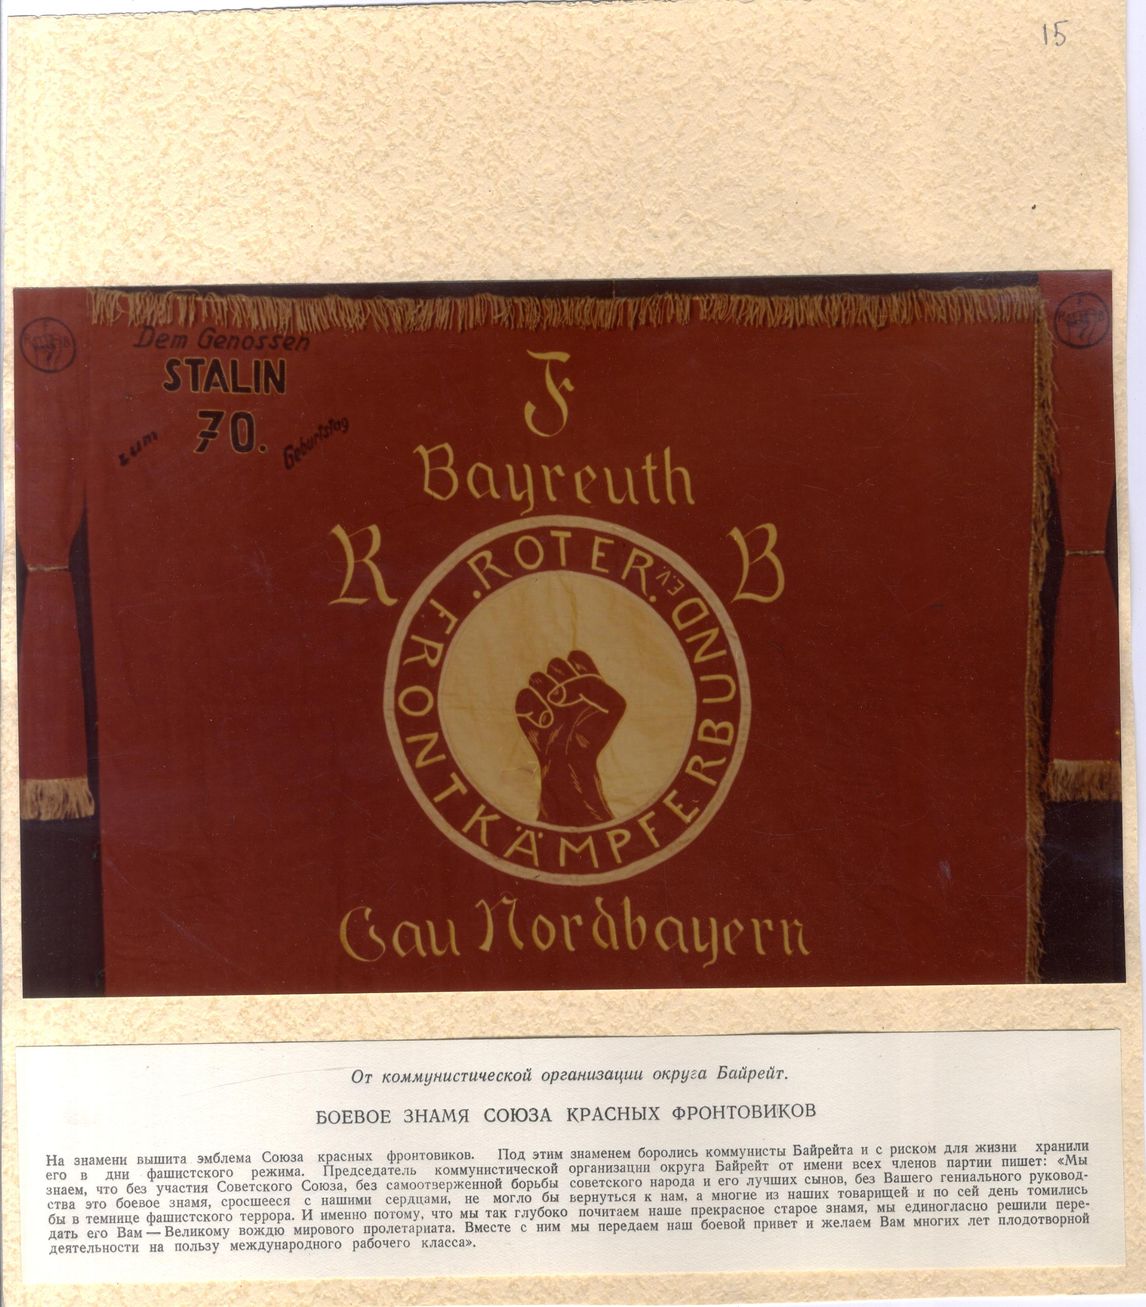 15
Dem Genossen
STALIN
zum 70. Geburtstag
F
Bayreuth
R B
. ROTER .
FRONTKÄMPFERBUND E.V.
Gau Nordbayern
От коммунистической организации округа Байрейт.
БОЕВОЕ ЗНАМЯ СОЮЗА КРАСНЫХ ФРОНТОВИКОВ
На знамени вышита эмблема Союза красных фронтовиков. Под этим знаменем боролись коммунисты Байрейта и с риском для жизни хранили
его в дни фашистского режима. Председатель коммунистической организации округа Байрейт от имени всех членов партии пишет: «Мы
знаем, что без участия Советского Союза, без самоотверженной борьбы советского народа и его лучших сынов, без Вашего гениального руковод-
ства это боевое знамя, сросшееся с нашими сердцами, не могло бы вернуться к нам, а многие из наших товарищей и по сей день томились
бы в темнице фашистского террора. И именно потому, что мы так глубоко почитаем наше прекрасное старое знамя, мы единогласно решили пере-
дать его Вам — Великому вождю мирового пролетариата. Вместе с ним мы передаем наш боевой привет и желаем Вам многих лет плодотворной
деятельности на пользу международного рабочего класса».